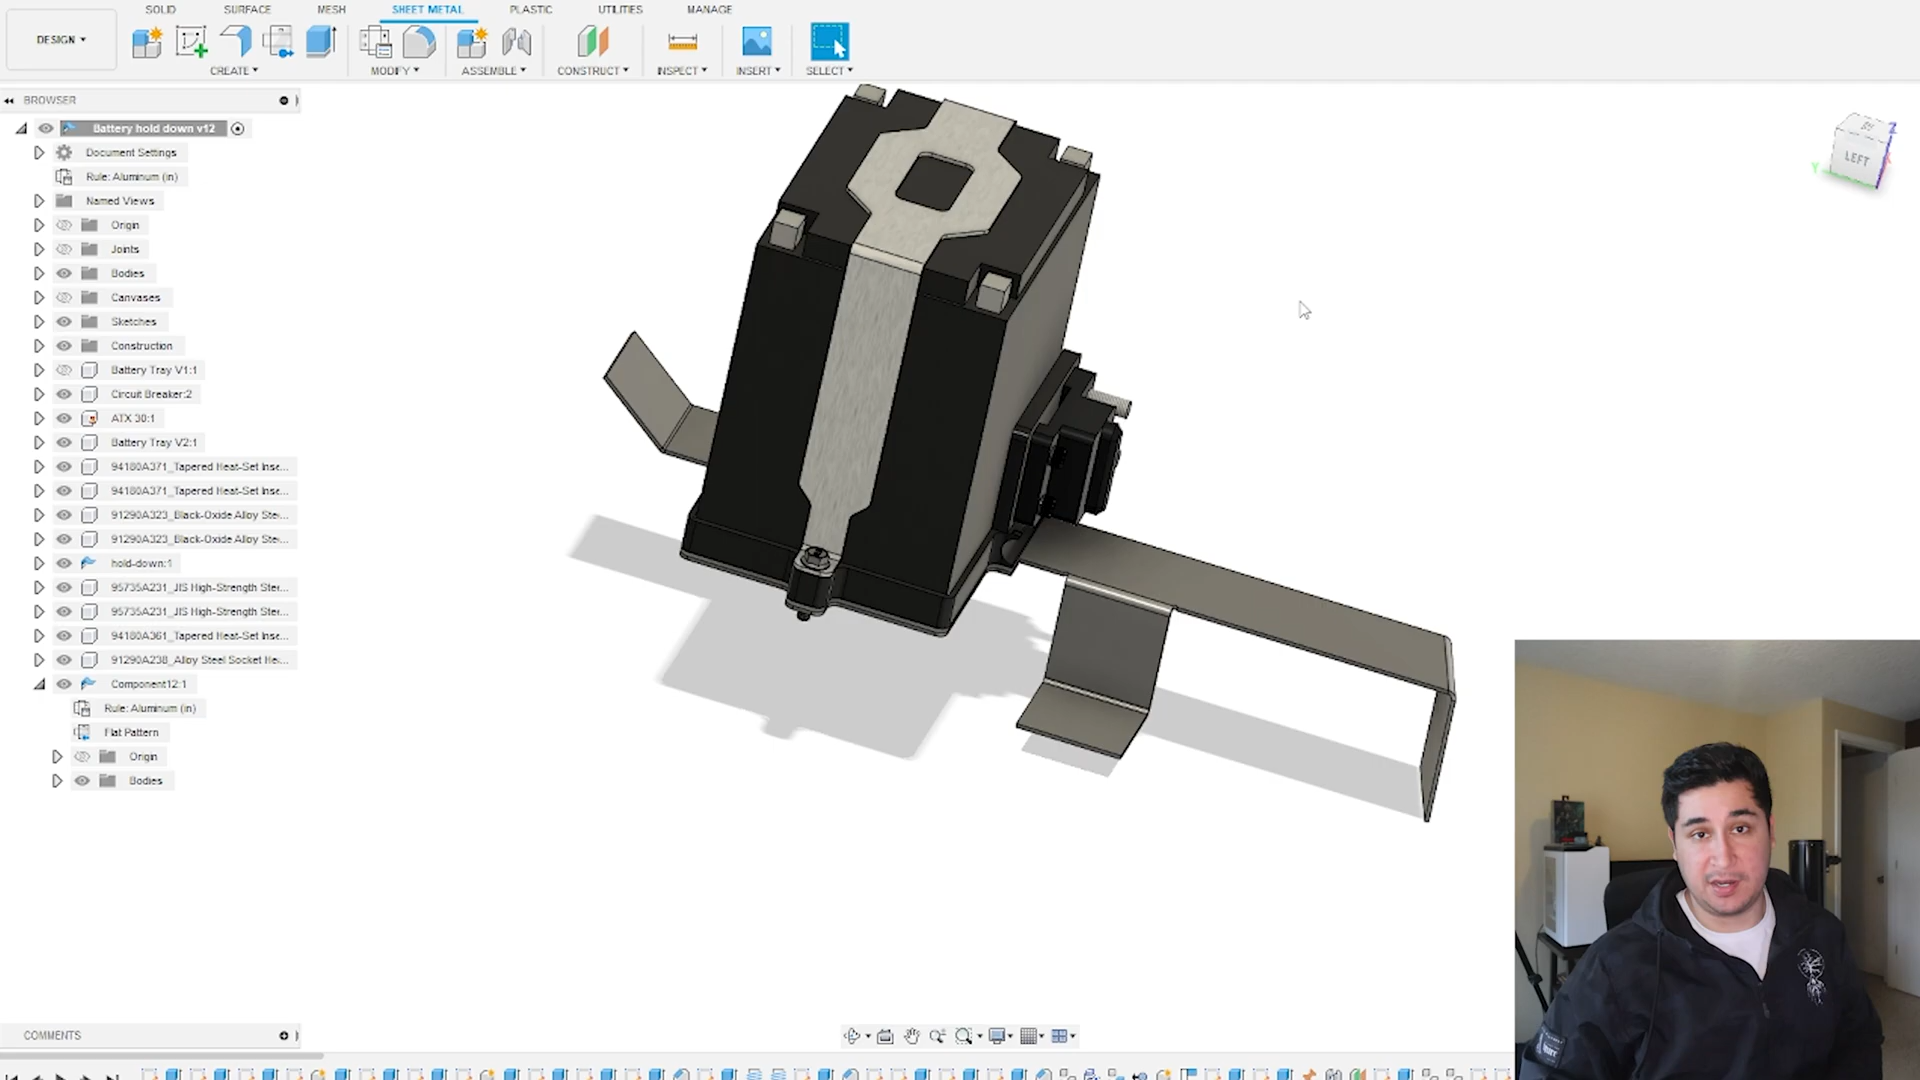 SOLID SURFACE MESH SHEET METAL PLASTIC UTILITIES MANAGE
DESIGN
CREATE MODIFY ASSEMBLE CONSTRUCT INSPECT INSERT SELECT
BROWSER
Battery hold down v12
Document Settings
Rule: Aluminum (in)
Named Views
Origin
Joints
Bodies
Canvases
Sketches
Construction
Battery Tray V1:1
Circuit Breaker:2
ATX 30:1
Battery Tray V2:1
94180A371_Tapered Heat-Set Inse...
94180A371_Tapered Heat-Set Inse...
91290A323_Black-Oxide Alloy Ste...
91290A323_Black-Oxide Alloy Ste...
hold-down:1
95735A231_JIS High-Strength Stee...
95735A231_JIS High-Strength Stee...
94180A361_Tapered Heat-Set Inse...
91290A238_Alloy Steel Socket He...
Component12:1
Rule: Aluminum (in)
Flat Pattern
Origin
Bodies
LEFT
Y
Z
COMMENTS